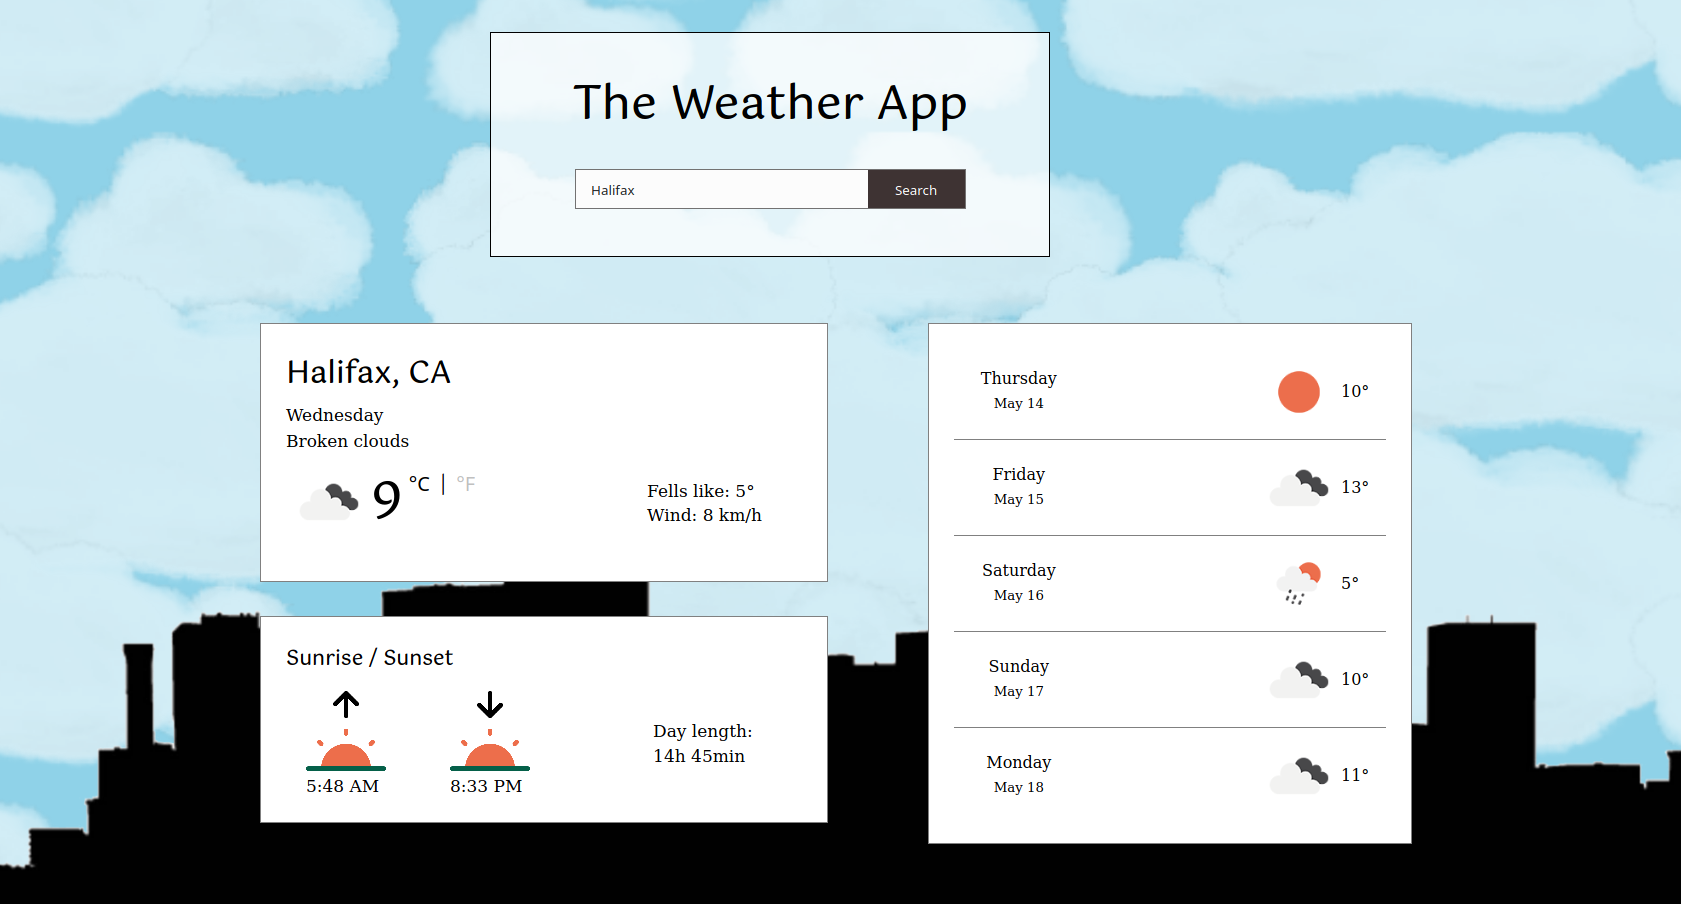 The Weather App
Halifax
Search
Halifax, CA
Wednesday
Broken clouds
9 °C | °F
Fells like: 5°
Wind: 8 km/h
Sunrise / Sunset
5:48 AM
8:33 PM
Day length:
14h 45min
Thursday
May 14
10°
Friday
May 15
13°
Saturday
May 16
5°
Sunday
May 17
10°
Monday
May 18
11°